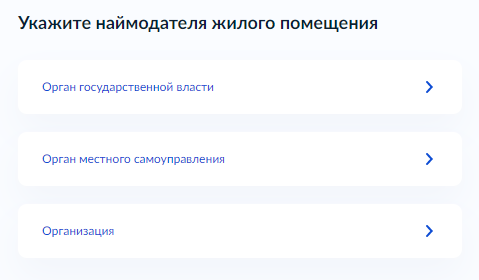 Укажите наймодателя жилого помещения
Орган государственной власти
Орган местного самоуправления
Организация